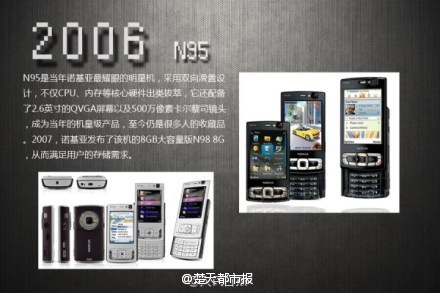 2006 N95
N95是当年诺基亚最耀眼的明星机，采用双向滑盖设
计，不仅CPU、内存等核心硬件出类拔萃，它还配备
了2.6英寸的QVGA屏幕以及500万像素卡尔蔡司镜头
，成为当年的机皇级产品，至今仍是很多人的收藏品
。2007，诺基亚发布了该机的8GB大容量版N98 8G
，从而满足用户的存储需求。
@楚天都市报